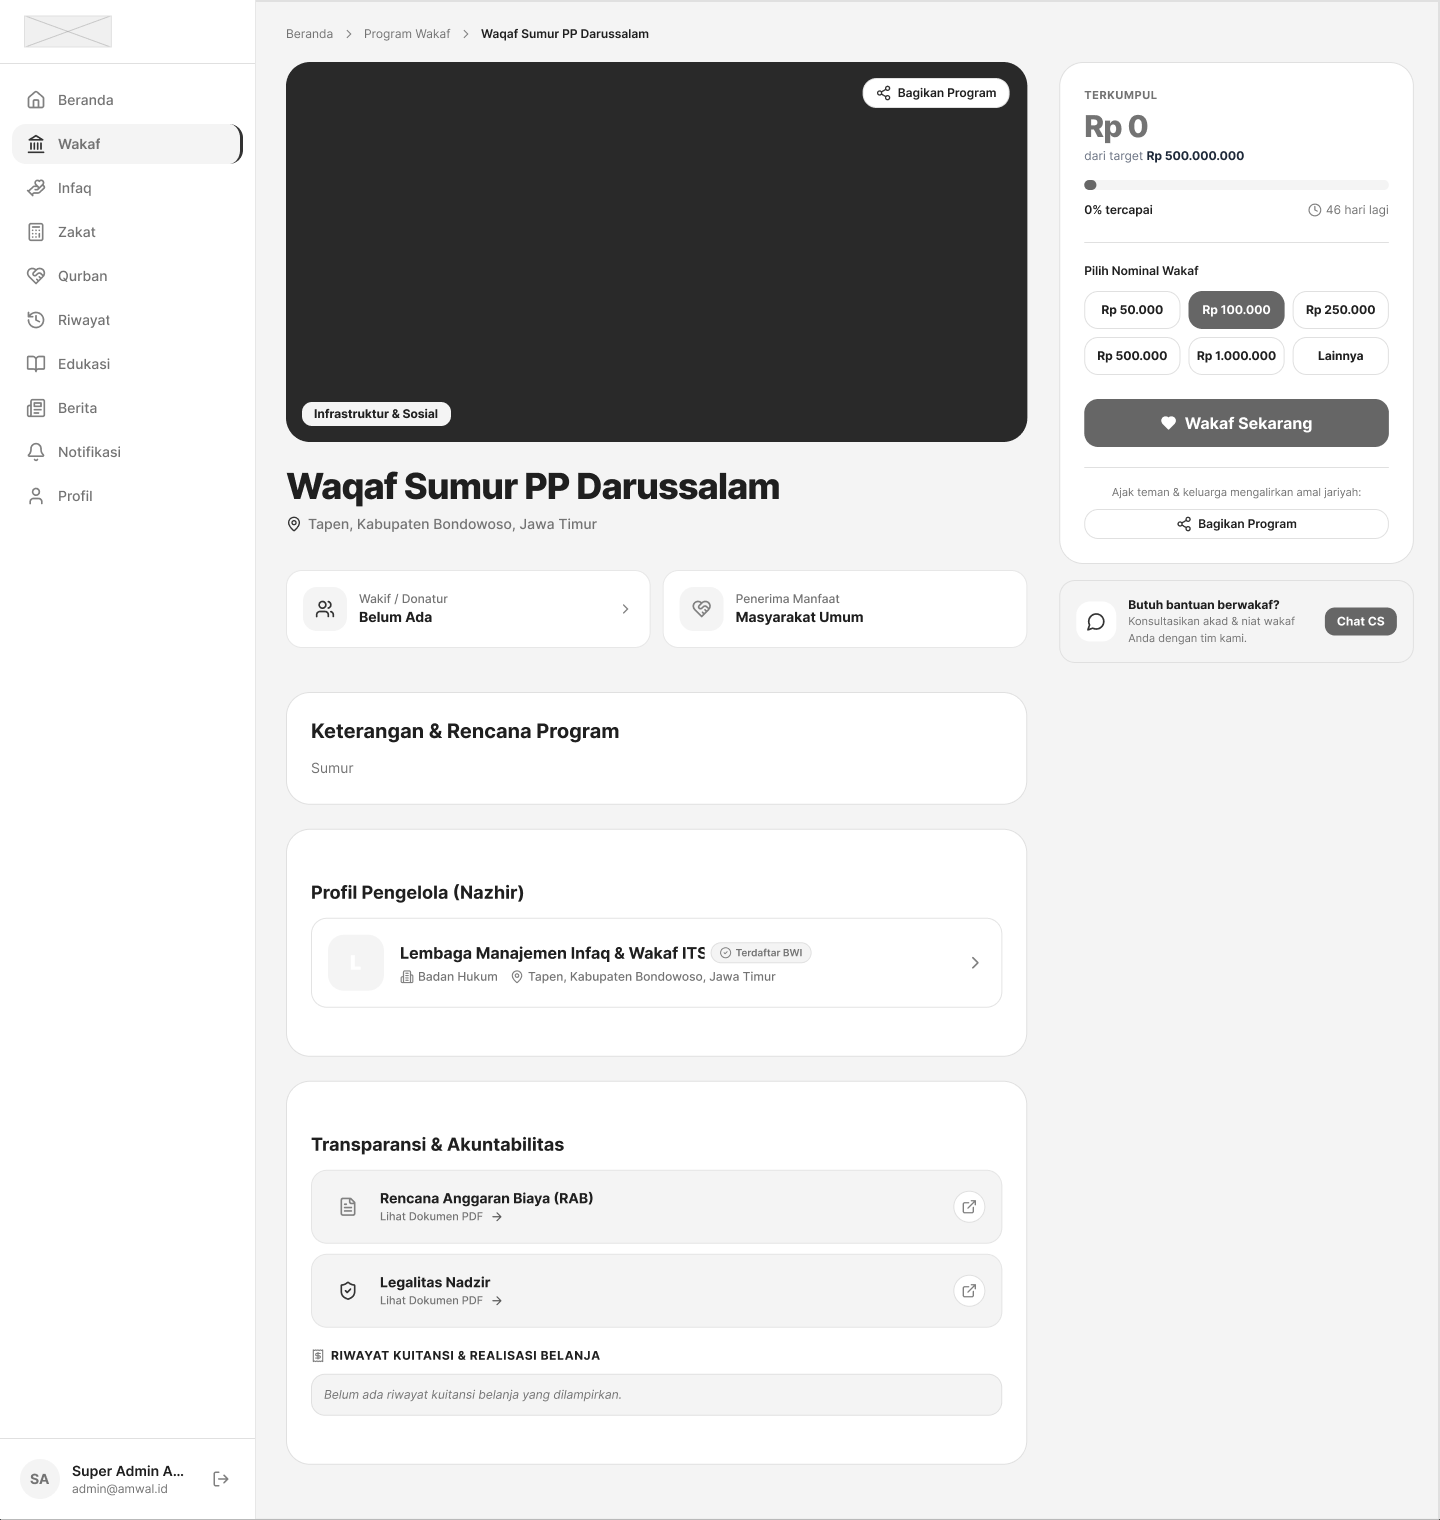 Beranda
Wakaf
Infaq
Zakat
Qurban
Riwayat
Edukasi
Berita
Notifikasi
Profil
SA
Super Admin A...
admin@amwal.id
Beranda > Program Wakaf > Waqaf Sumur PP Darussalam
Bagikan Program
Infrastruktur & Sosial
Waqaf Sumur PP Darussalam
Tapen, Kabupaten Bondowoso, Jawa Timur
Wakif / Donatur
Belum Ada
Penerima Manfaat
Masyarakat Umum
Keterangan & Rencana Program
Sumur
Profil Pengelola (Nazhir)
L
Lembaga Manajemen Infaq & Wakaf ITS
Terdaftar BWI
Badan Hukum
Tapen, Kabupaten Bondowoso, Jawa Timur
Transparansi & Akuntabilitas
Rencana Anggaran Biaya (RAB)
Lihat Dokumen PDF →
Legalitas Nadzir
Lihat Dokumen PDF →
RIWAYAT KUITANSI & REALISASI BELANJA
Belum ada riwayat kuitansi belanja yang dilampirkan.
TERKUMPUL
Rp 0
dari target Rp 500.000.000
0% tercapai
46 hari lagi
Pilih Nominal Wakaf
Rp 50.000
Rp 100.000
Rp 250.000
Rp 500.000
Rp 1.000.000
Lainnya
Wakaf Sekarang
Ajak teman & keluarga mengalirkan amal jariyah:
Bagikan Program
Butuh bantuan berwakaf?
Konsultasikan akad & niat wakaf
Anda dengan tim kami.
Chat CS